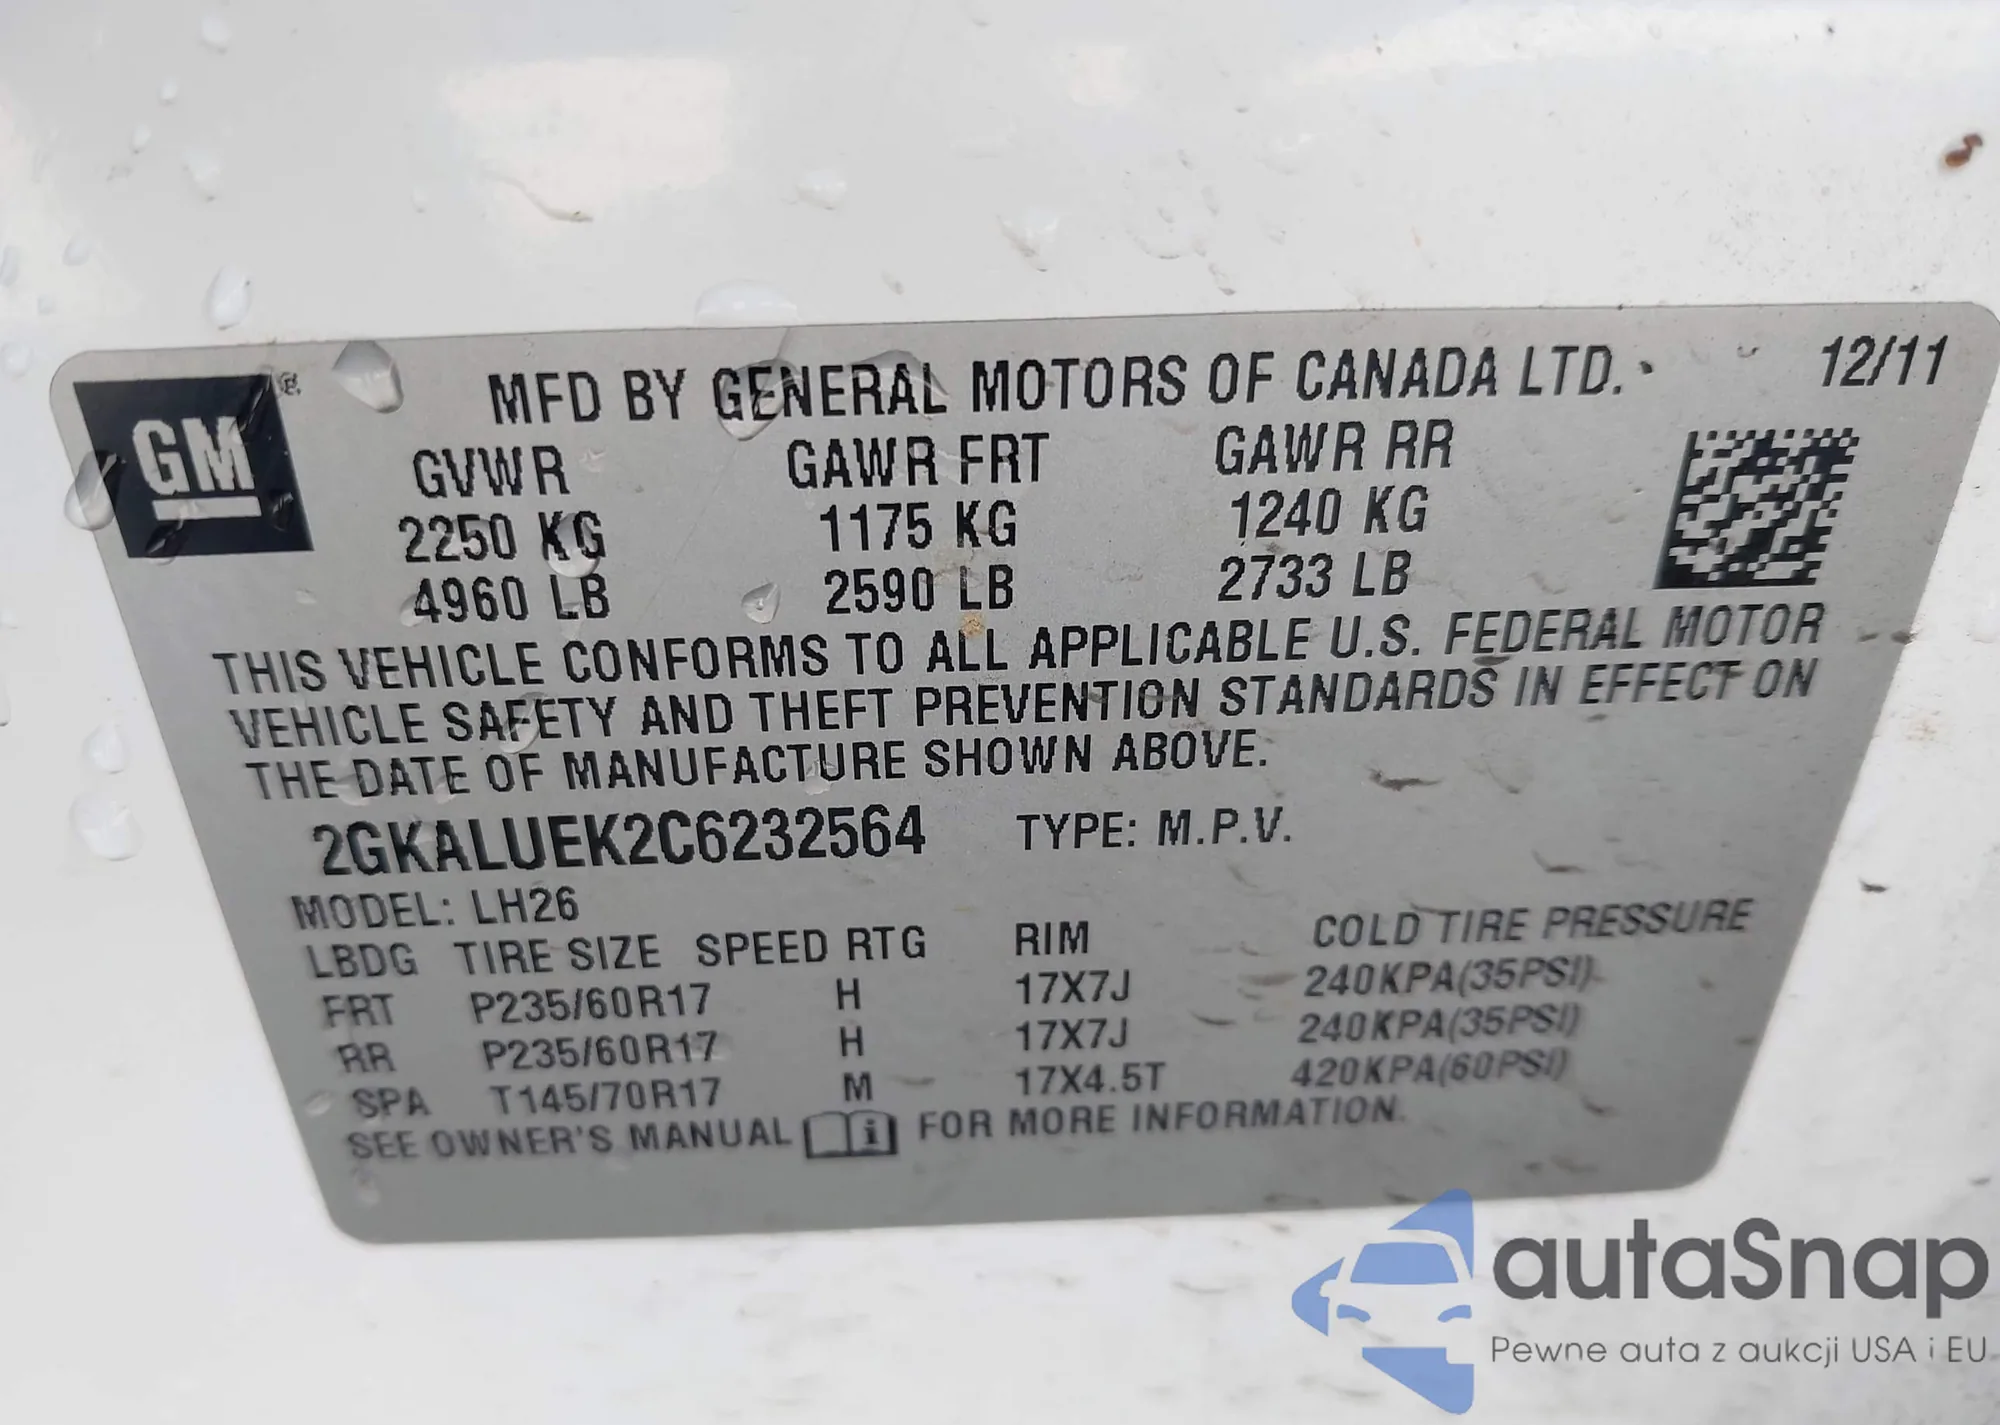 GM ®
MFD BY GENERAL MOTORS OF CANADA LTD. 12/11
GVWR GAWR FRT GAWR RR
2250 KG 1175 KG 1240 KG
4960 LB 2590 LB 2733 LB
THIS VEHICLE CONFORMS TO ALL APPLICABLE U.S. FEDERAL MOTOR
VEHICLE SAFETY AND THEFT PREVENTION STANDARDS IN EFFECT ON
THE DATE OF MANUFACTURE SHOWN ABOVE.
2GKALUEK2C6232564 TYPE: M.P.V.
MODEL: LH26
LBDG TIRE SIZE SPEED RTG RIM COLD TIRE PRESSURE
FRT P235/60R17 H 17X7J 240KPA(35PSI)
RR P235/60R17 H 17X7J 240KPA(35PSI)
SPA T145/70R17 M 17X4.5T 420KPA(60PSI)
SEE OWNER'S MANUAL i FOR MORE INFORMATION.
autaSnap
Pewne auta z aukcji USA i EU